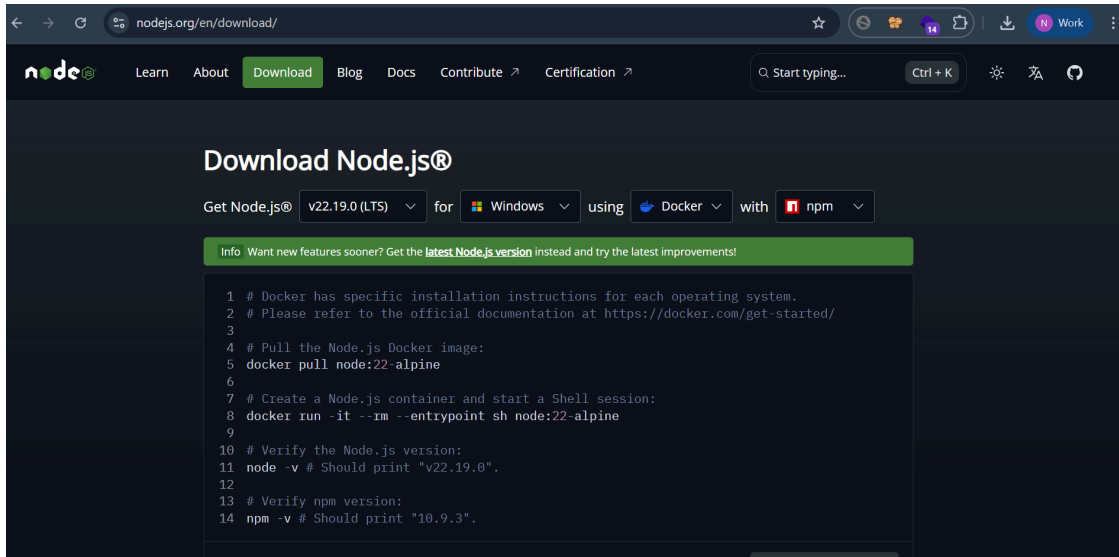 nodejs.org/en/download/
14
N Work
node JS
Learn About Download Blog Docs Contribute ↗ Certification ↗ Start typing... Ctrl + K
Download Node.js®
Get Node.js® v22.19.0 (LTS) for Windows using Docker with npm
Info Want new features sooner? Get the latest Node.js version instead and try the latest improvements!
1 # Docker has specific installation instructions for each operating system.
2 # Please refer to the official documentation at https://docker.com/get-started/
3
4 # Pull the Node.js Docker image:
5 docker pull node:22-alpine
6
7 # Create a Node.js container and start a Shell session:
8 docker run -it --rm --entrypoint sh node:22-alpine
9
10 # Verify the Node.js version:
11 node -v # Should print "v22.19.0".
12
13 # Verify npm version:
14 npm -v # Should print "10.9.3".